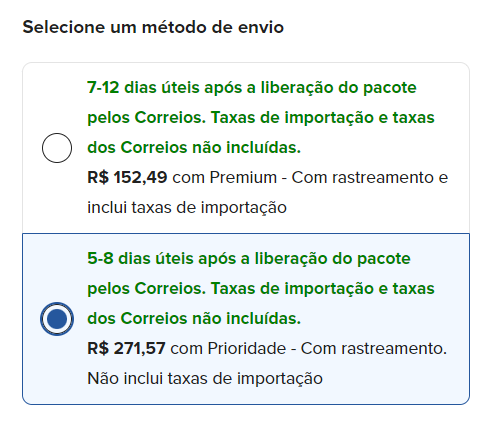 Selecione um método de envio
7-12 dias úteis após a liberação do pacote
pelos Correios. Taxas de importação e taxas
dos Correios não incluídas.
R$ 152,49 com Premium - Com rastreamento e
inclui taxas de importação
5-8 dias úteis após a liberação do pacote
pelos Correios. Taxas de importação e taxas
dos Correios não incluídas.
R$ 271,57 com Prioridade - Com rastreamento.
Não inclui taxas de importação